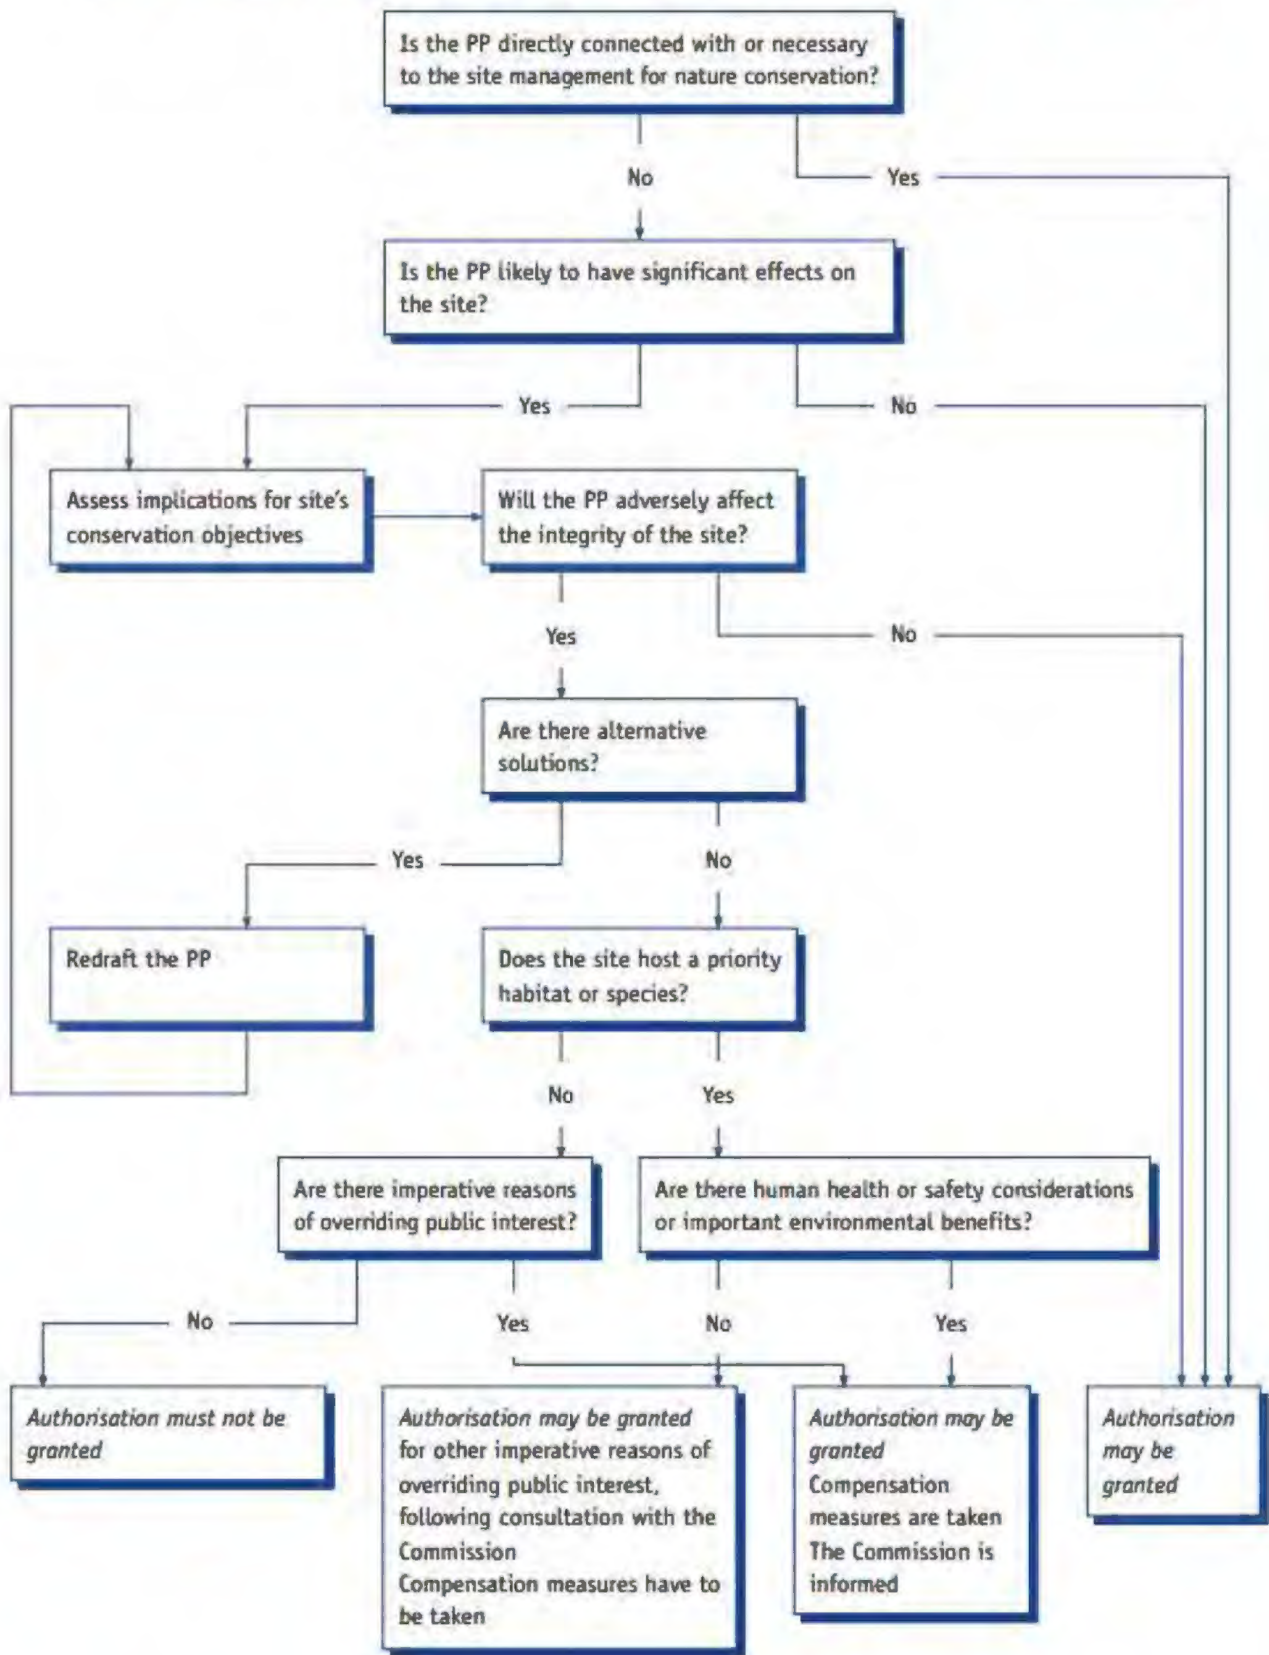 Is the PP directly connected with or necessary
to the site management for nature conservation?
No
Yes
Is the PP likely to have significant effects on
the site?
Yes
No
Assess implications for site's
conservation objectives
Will the PP adversely affect
the integrity of the site?
Yes
No
Are there alternative
solutions?
Yes
No
Redraft the PP
Does the site host a priority
habitat or species?
No
Yes
Are there imperative reasons
of overriding public interest?
Are there human health or safety considerations
or important environmental benefits?
No
Yes
No
Yes
Authorisation must not be
granted
Authorisation may be granted
for other imperative reasons of
overriding public interest,
following consultation with the
Commission
Compensation measures have to
be taken
Authorisation may be
granted
Compensation
measures are taken
The Commission is
informed
Authorisation
may be
granted